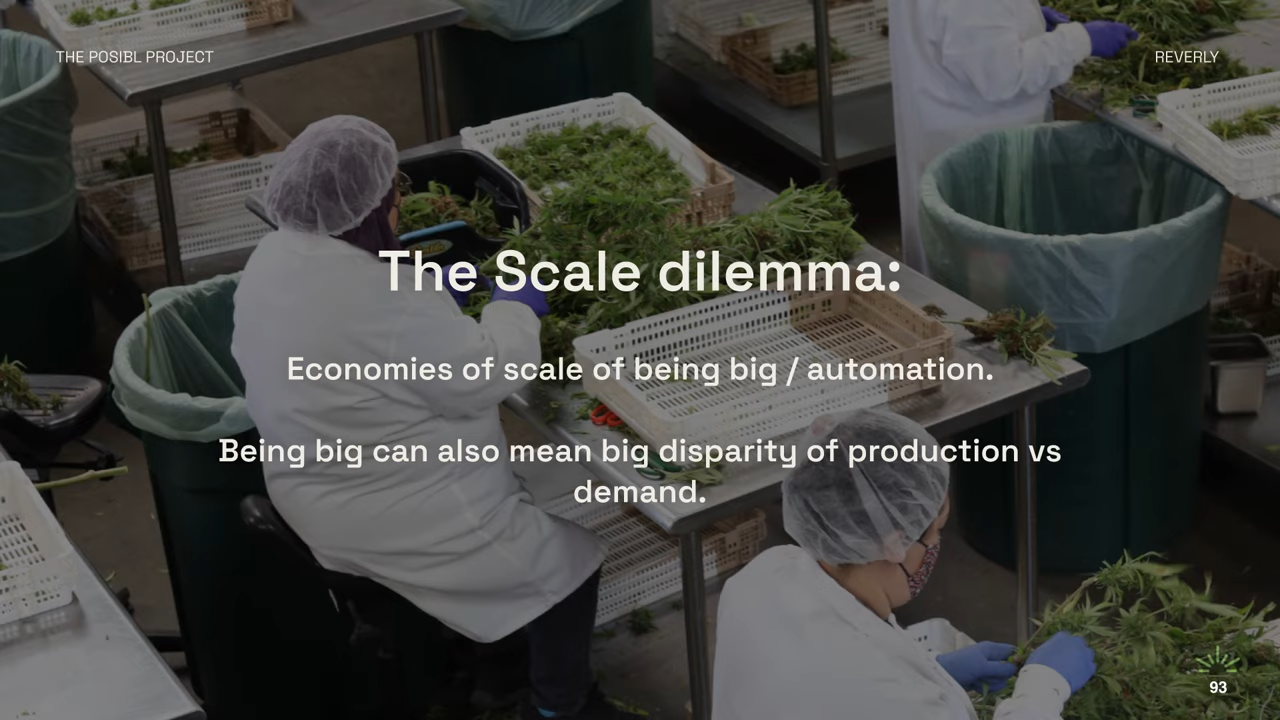 THE POSIBL PROJECT
REVERLY
The Scale dilemma:
Economies of scale of being big / automation.
Being big can also mean big disparity of production vs
demand.
93